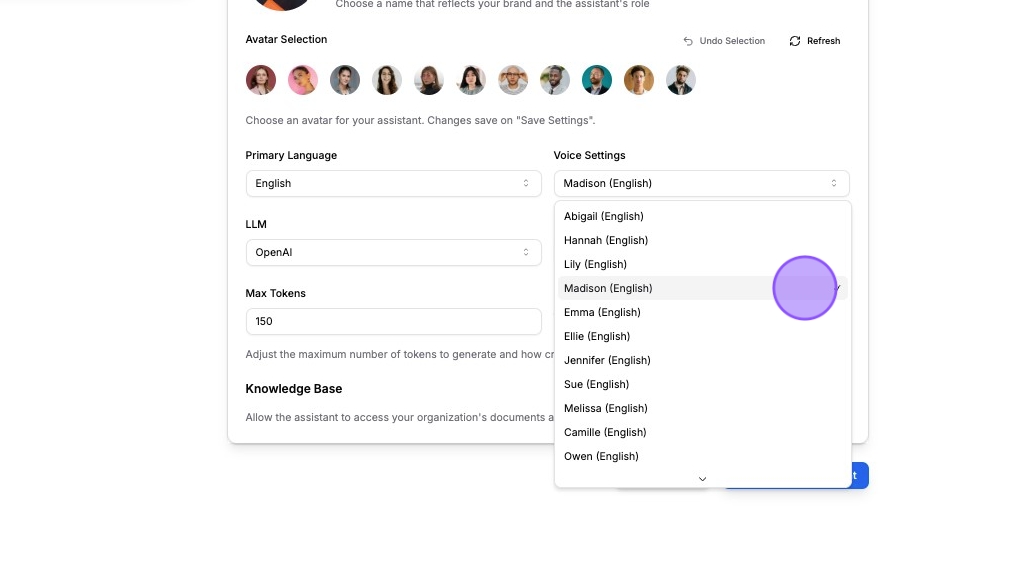 Choose a name that reflects your brand and the assistant's role
Avatar Selection
Undo Selection
Refresh
Choose an avatar for your assistant. Changes save on "Save Settings".
Primary Language
Voice Settings
English
Madison (English)
Abigail (English)
Hannah (English)
Lily (English)
Madison (English)
Emma (English)
Ellie (English)
Jennifer (English)
Sue (English)
Melissa (English)
Camille (English)
Owen (English)
LLM
OpenAI
Max Tokens
150
Adjust the maximum number of tokens to generate and how
Knowledge Base
Allow the assistant to access your organization's documents